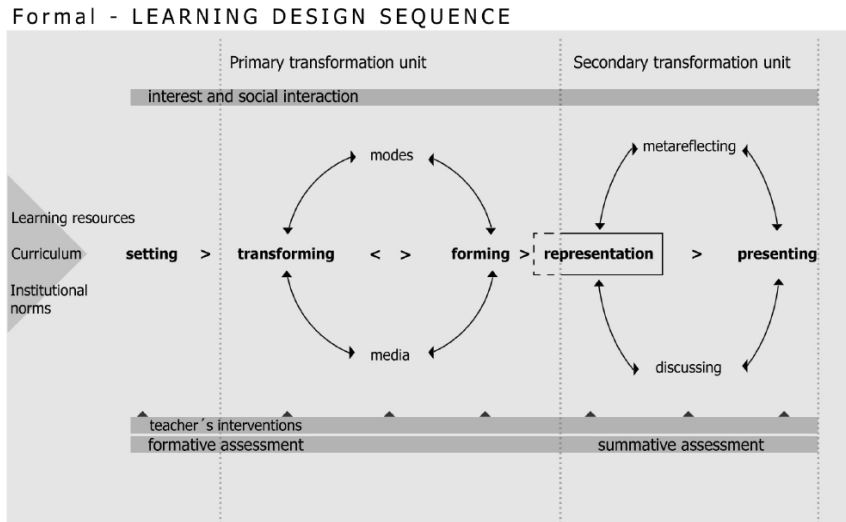 Formal - LEARNING DESIGN SEQUENCE
Primary transformation unit
Secondary transformation unit
interest and social interaction
modes
metareflecting
Learning resources
Curriculum
Institutional
norms
setting > transforming < > forming > representation > presenting
media
discussing
teacher´s interventions
formative assessment
summative assessment